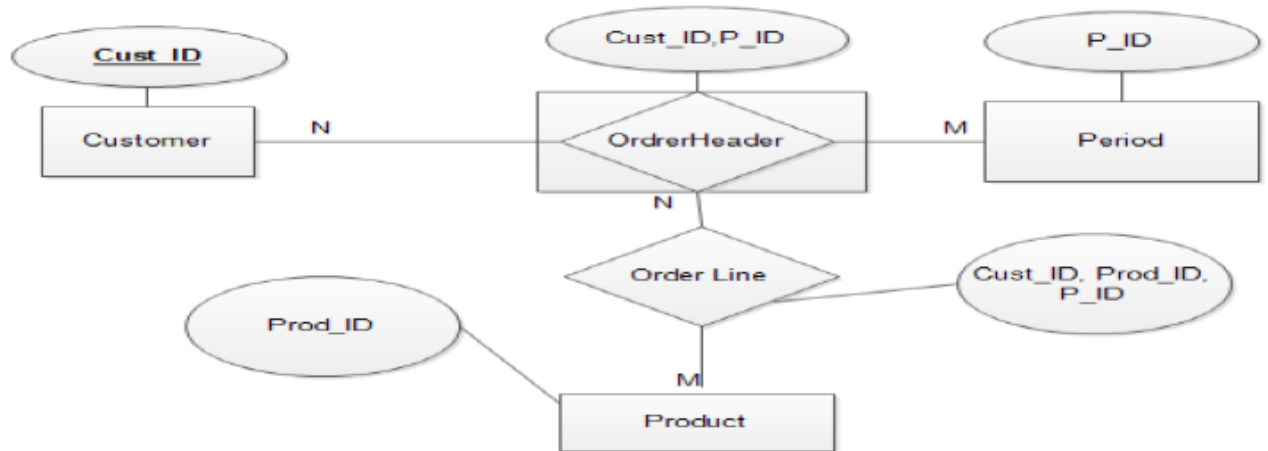 Cust_ID
Cust_ID,P_ID
P_ID
Customer
N
OrdrerHeader
M
Period
N
Order Line
Cust_ID, Prod_ID,
P_ID
Prod_ID
M
Product